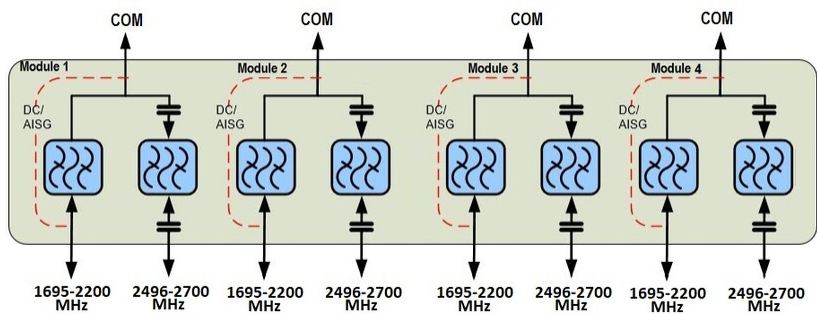 COM COM COM COM
Module 1 Module 2 Module 3 Module 4
DC/ DC/ DC/ DC/
AISG AISG AISG AISG
1695-2200 2496-2700 1695-2200 2496-2700 1695-2200 2496-2700 1695-2200 2496-2700
MHz MHz MHz MHz MHz MHz MHz MHz